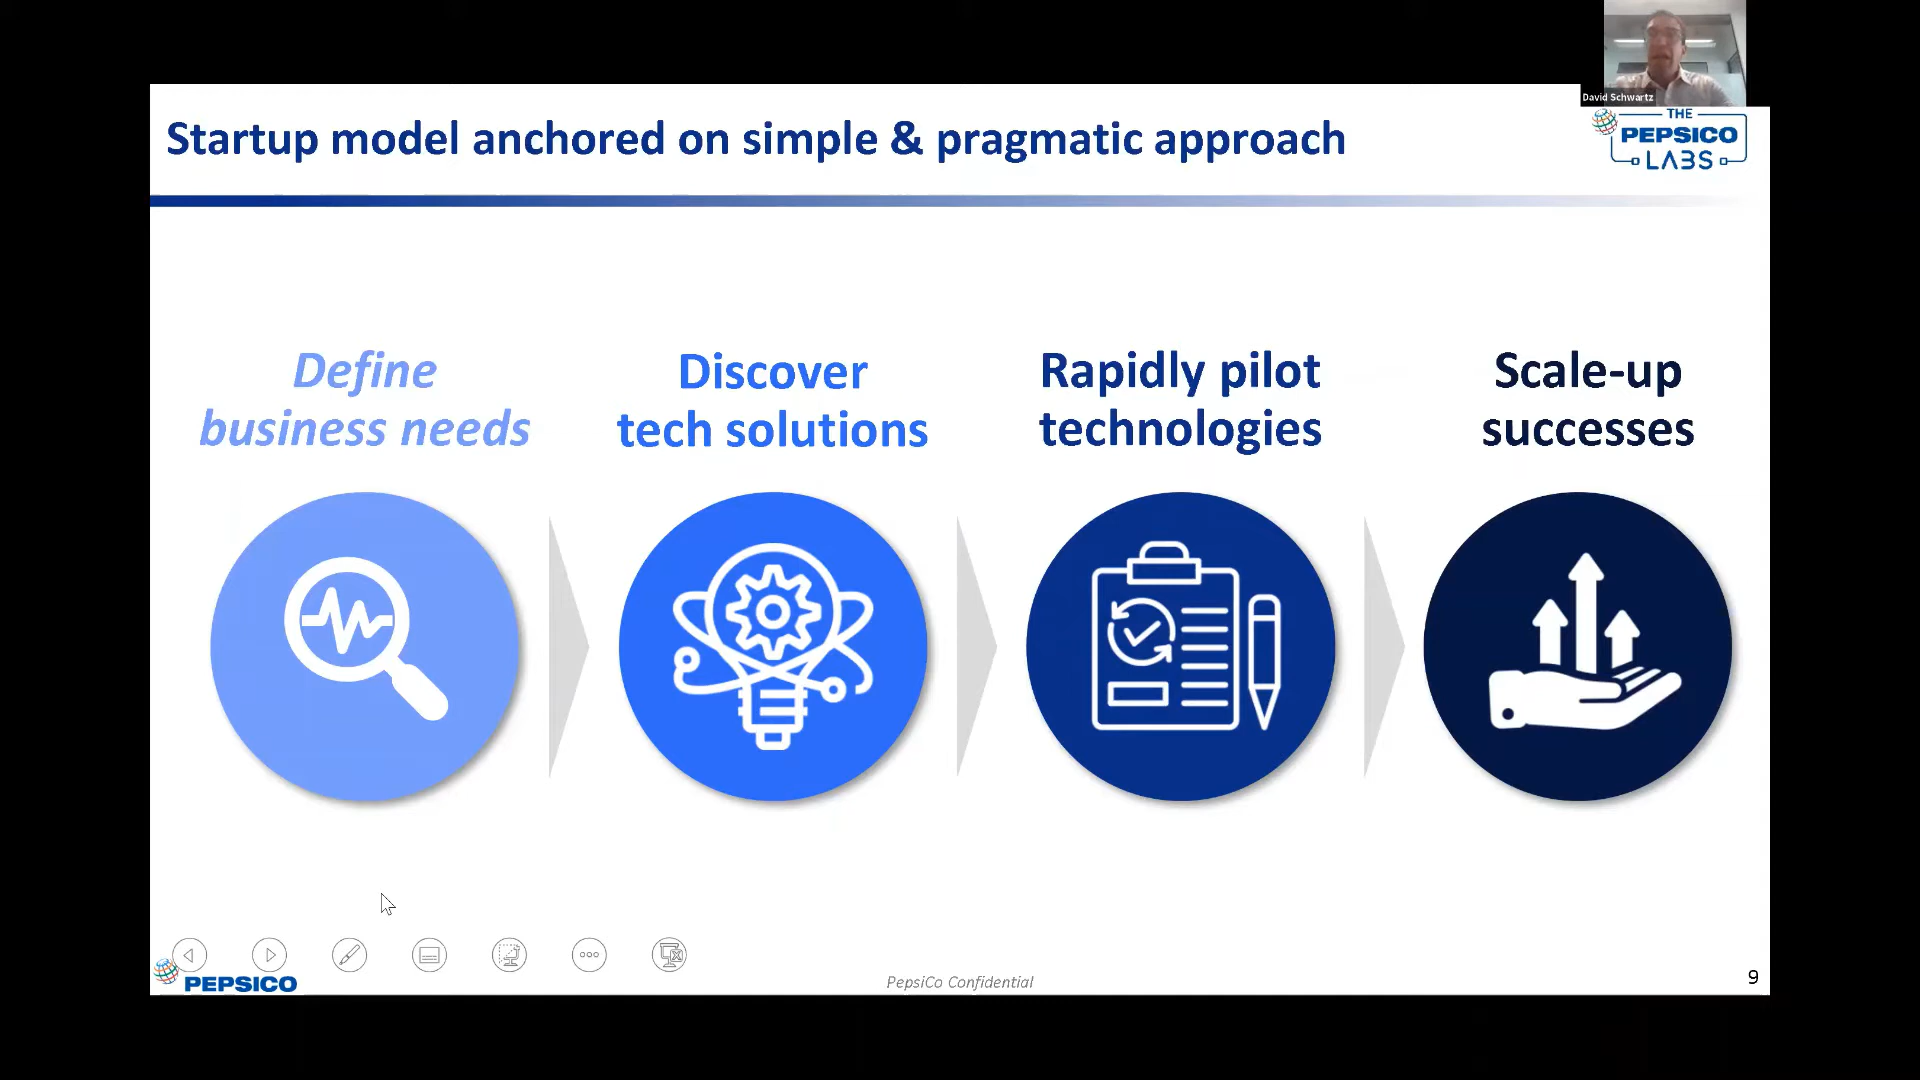 David Schwartz
Startup model anchored on simple & pragmatic approach
THE
PEPSICO
LABS
Define
business needs
Discover
tech solutions
Rapidly pilot
technologies
Scale-up
successes
PEPSICO
PepsiCo Confidential
9